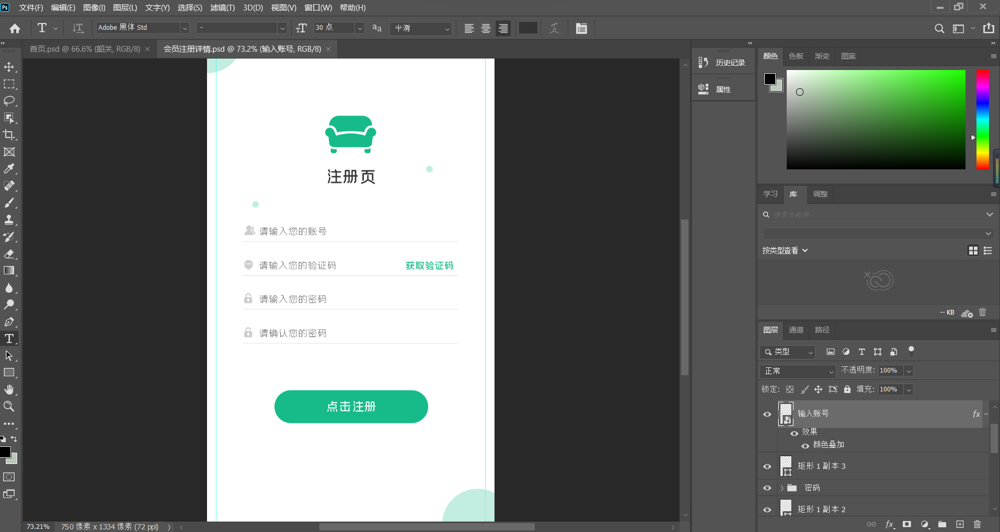 Ps 文件(F) 编辑(E) 图像(I) 图层(L) 文字(Y) 选择(S) 滤镜(T) 3D(D) 视图(V) 窗口(W) 帮助(H)
T Adobe 黑体 Std - 30 点 aa 半滑
首页.psd @ 66.6% (韶关, RGB/8) × 会员注册详情.psd @ 73.2% (输入账号, RGB/8) ×
注册页
请输入您的账号
请输入您的验证码 获取验证码
请输入您的密码
请确认您的密码
点击注册
73.21% 750 像素 x 1334 像素 (72 ppi)
历史记录
属性
颜色 色板 渐变 图案
学习 库 调整
搜索当前库
按类型查看
-- KB
图层 通道 路径
类型
正常 不透明度: 100%
锁定: 填充: 100%
输入账号 fx
效果
颜色叠加
矩形 1 副本 3
密码
矩形 1 副本 2
fx